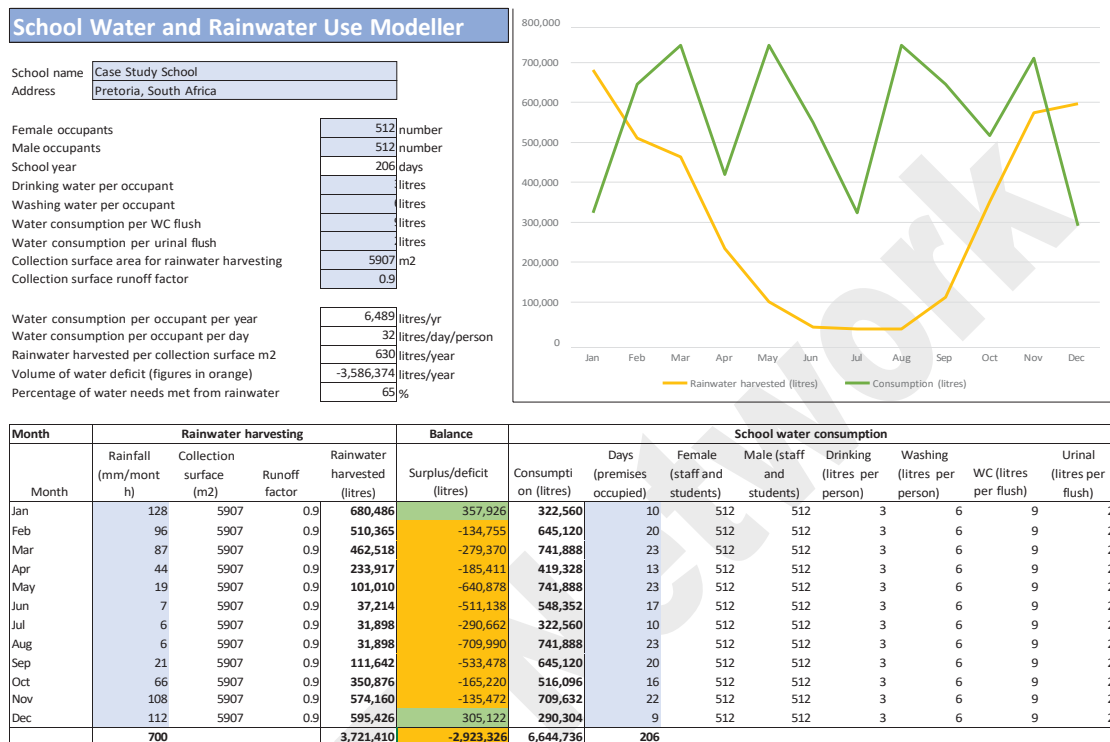 School Water and Rainwater Use Modeller
School name Case Study School
Address Pretoria, South Africa
Female occupants 512 number
Male occupants 512 number
School year 206 days
Drinking water per occupant litres
Washing water per occupant litres
Water consumption per WC flush litres
Water consumption per urinal flush litres
Collection surface area for rainwater harvesting 5907 m2
Collection surface runoff factor 0.9
Water consumption per occupant per year 6,489 litres/yr
Water consumption per occupant per day 32 litres/day/person
Rainwater harvested per collection surface m2 630 litres/year
Volume of water deficit (figures in orange) -3,586,374 litres/year
Percentage of water needs met from rainwater 65 %
800,000
700,000
600,000
500,000
400,000
300,000
200,000
100,000
0
Jan Feb Mar Apr May Jun Jul Aug Sep Oct Nov Dec
Rainwater harvested (litres) Consumption (litres)
Network
Month Rainwater harvesting Balance School water consumption
Rainfall Collection Rainwater Days Female Male (staff Drinking Washing Urinal
(mm/mont surface Runoff harvested Surplus/deficit Consumpti (premises (staff and and (litres per (litres per WC (litres (litres per
Month h) (m2) factor (litres) (litres) on (litres) occupied) students) students) person) person) per flush) flush)
Jan 128 5907 0.9 680,486 357,926 322,560 10 512 512 3 6 9
Feb 96 5907 0.9 510,365 -134,755 645,120 20 512 512 3 6 9
Mar 87 5907 0.9 462,518 -279,370 741,888 23 512 512 3 6 9
Apr 44 5907 0.9 233,917 -185,411 419,328 13 512 512 3 6 9
May 19 5907 0.9 101,010 -640,878 741,888 23 512 512 3 6 9
Jun 7 5907 0.9 37,214 -511,138 548,352 17 512 512 3 6 9
Jul 6 5907 0.9 31,898 -290,662 322,560 10 512 512 3 6 9
Aug 6 5907 0.9 31,898 -709,990 741,888 23 512 512 3 6 9
Sep 21 5907 0.9 111,642 -533,478 645,120 20 512 512 3 6 9
Oct 66 5907 0.9 350,876 -165,220 516,096 16 512 512 3 6 9
Nov 108 5907 0.9 574,160 -135,472 709,632 22 512 512 3 6 9
Dec 112 5907 0.9 595,426 305,122 290,304 9 512 512 3 6 9
700 3,721,410 -2,923,326 6,644,736 206